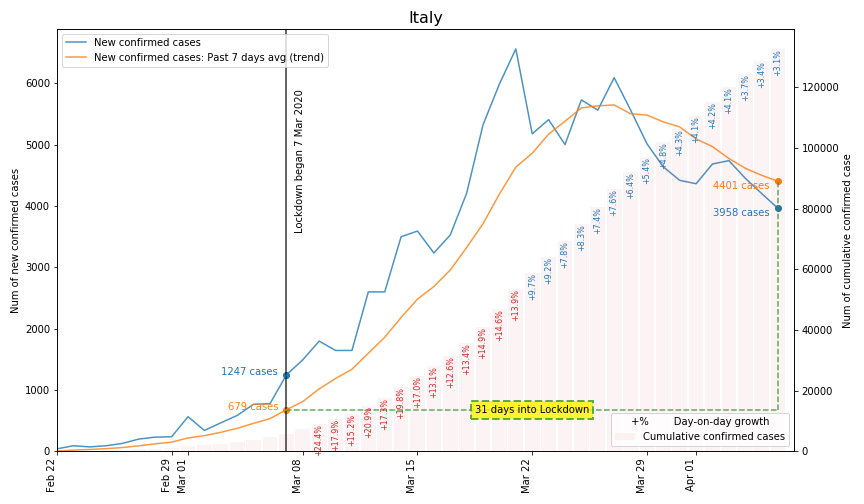 Italy
New confirmed cases
New confirmed cases: Past 7 days avg (trend)
Num of new confirmed cases
6000
5000
4000
3000
2000
1000
0
Lockdown began 7 Mar 2020
1247 cases
679 cases
+24.4%
+17.9%
+15.2%
+20.9%
+17.3%
+19.8%
+17.0%
+13.1%
+12.6%
+13.4%
+14.9%
+14.6%
+13.9%
+9.7%
+9.2%
+7.8%
+8.3%
+7.4%
+7.6%
+6.4%
+5.4%
+4.8%
+4.3%
+4.1%
+4.2%
+4.1%
+3.7%
+3.4%
+3.1%
4401 cases
3958 cases
31 days into Lockdown
+% Day-on-day growth
Cumulative confirmed cases
120000
100000
80000
60000
40000
20000
0
Num of cumulative confirmed case
Feb 22
Feb 29
Mar 01
Mar 08
Mar 15
Mar 22
Mar 29
Apr 01